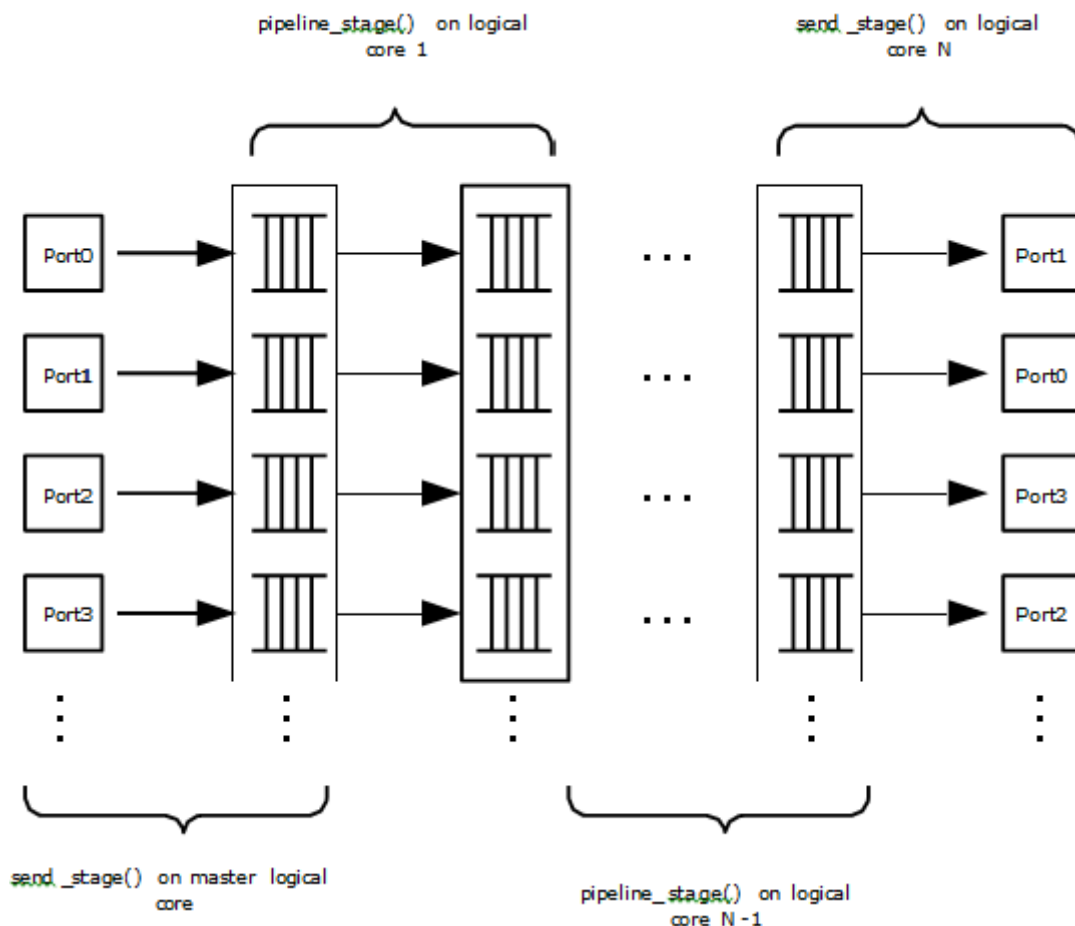 pipeline_stage() on logical
core 1
send _stage() on logical
core N
Port0
Port1
Port1
Port0
Port2
Port3
Port3
Port2
send _stage() on master logical
core
pipeline_stage() on logical
core N-1